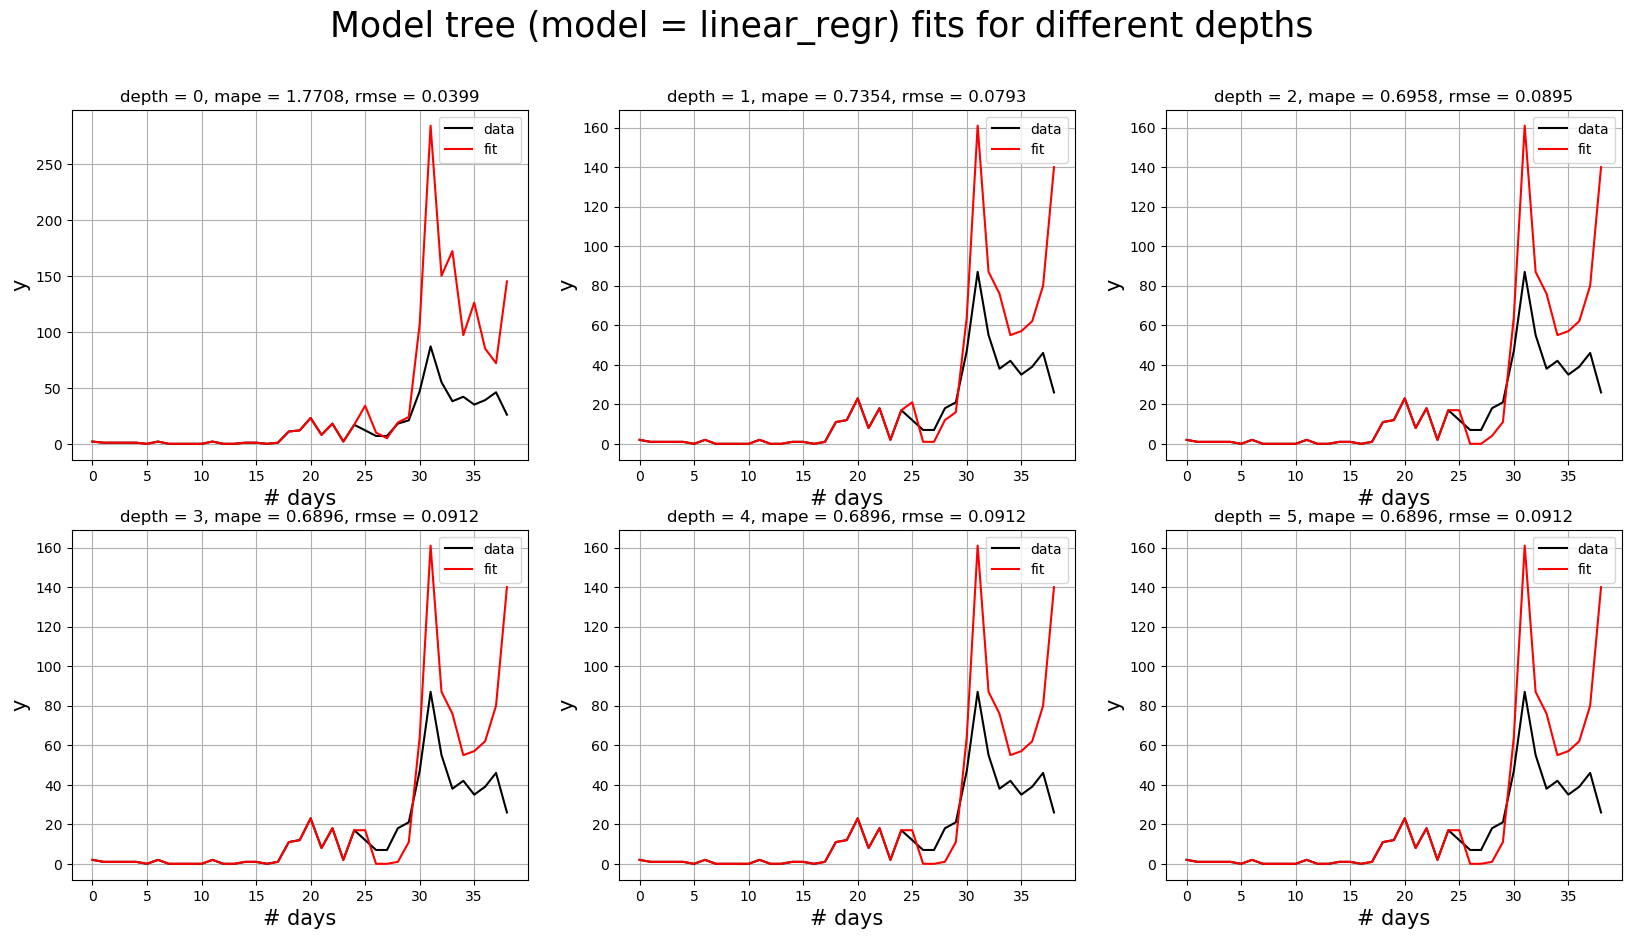 Model tree (model = linear_regr) fits for different depths
depth = 0, mape = 1.7708, rmse = 0.0399
data
fit
250
200
150
100
50
0
y
0 5 10 15 20 25 30 35
# days
depth = 1, mape = 0.7354, rmse = 0.0793
data
fit
160
140
120
100
80
60
40
20
0
y
0 5 10 15 20 25 30 35
# days
depth = 2, mape = 0.6958, rmse = 0.0895
data
fit
160
140
120
100
80
60
40
20
0
y
0 5 10 15 20 25 30 35
# days
depth = 3, mape = 0.6896, rmse = 0.0912
data
fit
160
140
120
100
80
60
40
20
0
y
0 5 10 15 20 25 30 35
# days
depth = 4, mape = 0.6896, rmse = 0.0912
data
fit
160
140
120
100
80
60
40
20
0
y
0 5 10 15 20 25 30 35
# days
depth = 5, mape = 0.6896, rmse = 0.0912
data
fit
160
140
120
100
80
60
40
20
0
y
0 5 10 15 20 25 30 35
# days